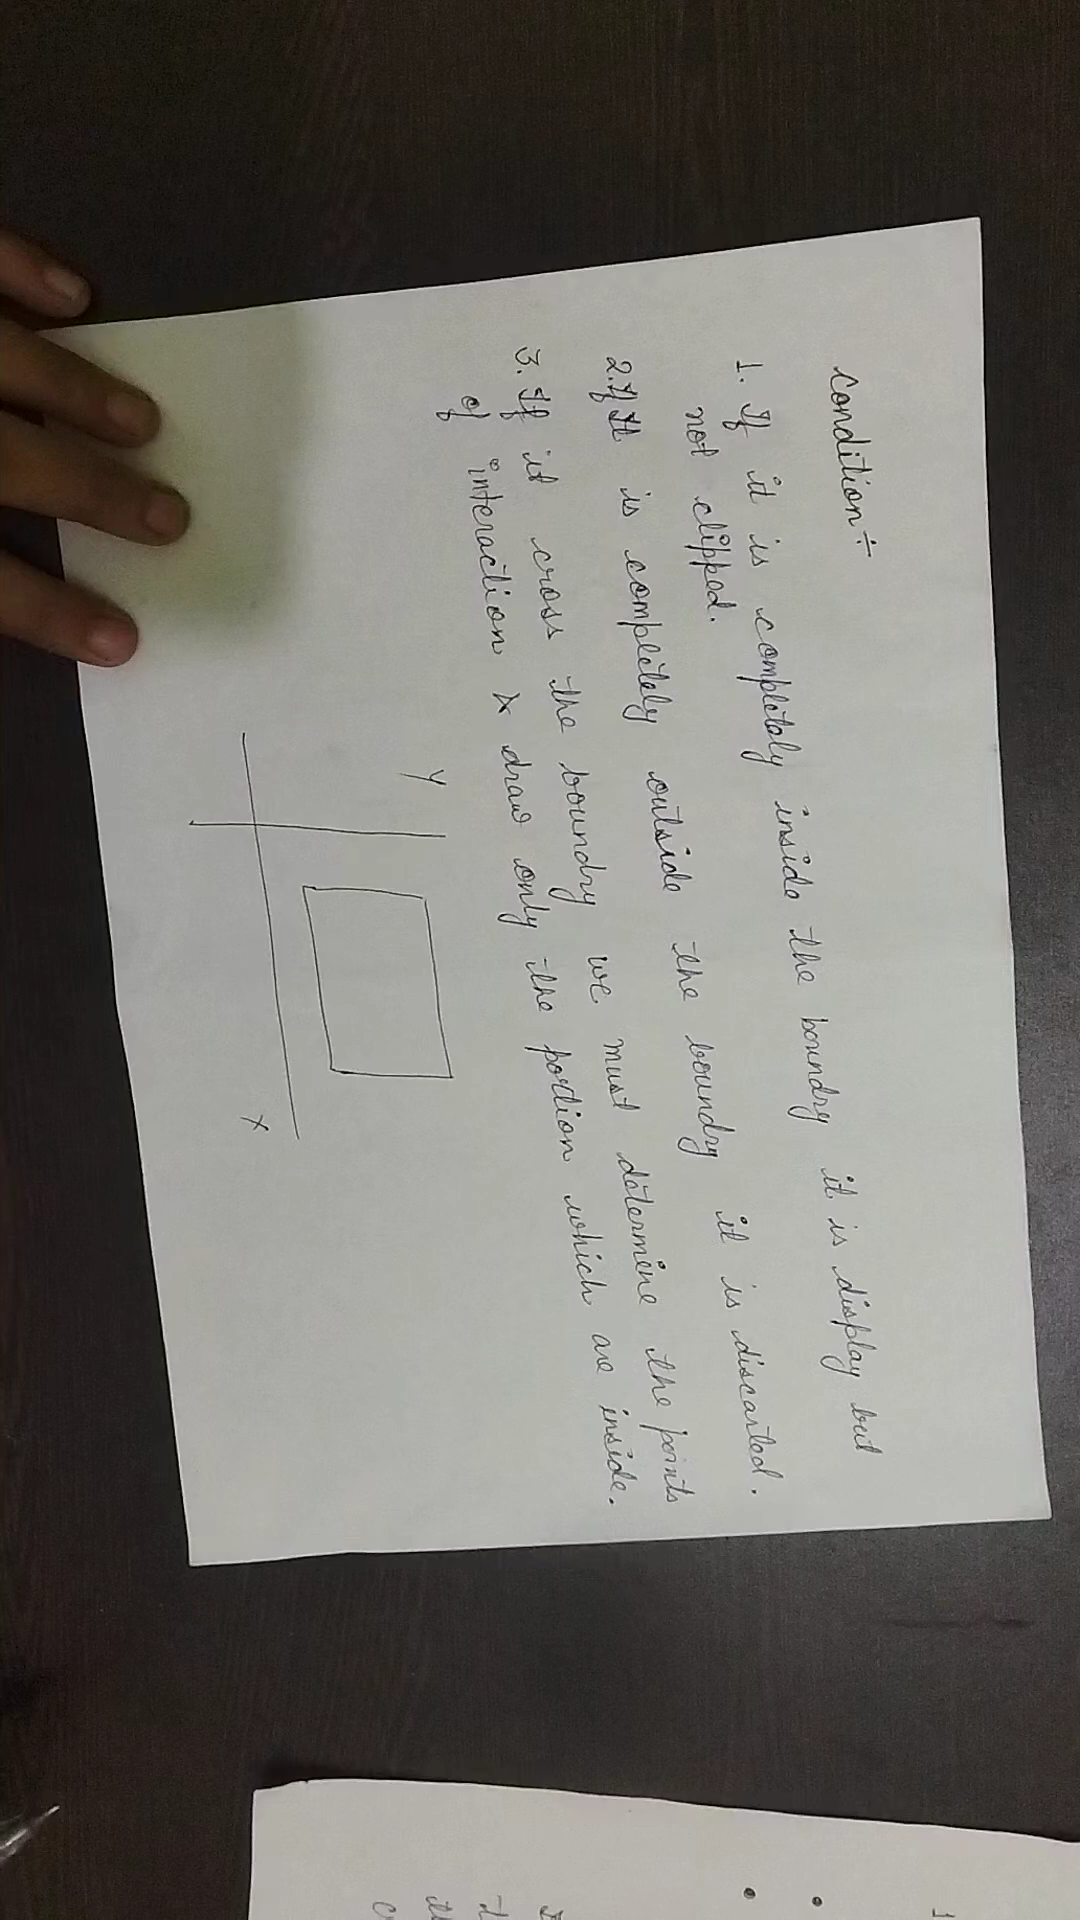 condition ÷
1. If it is completely inside the boundry it is display but
not clipped.
2. If It is completely outside the boundry it is discarted.
3. If it cross the boundry we must determine the points
of interaction & draw only the portion which are inside.
Y
X
1